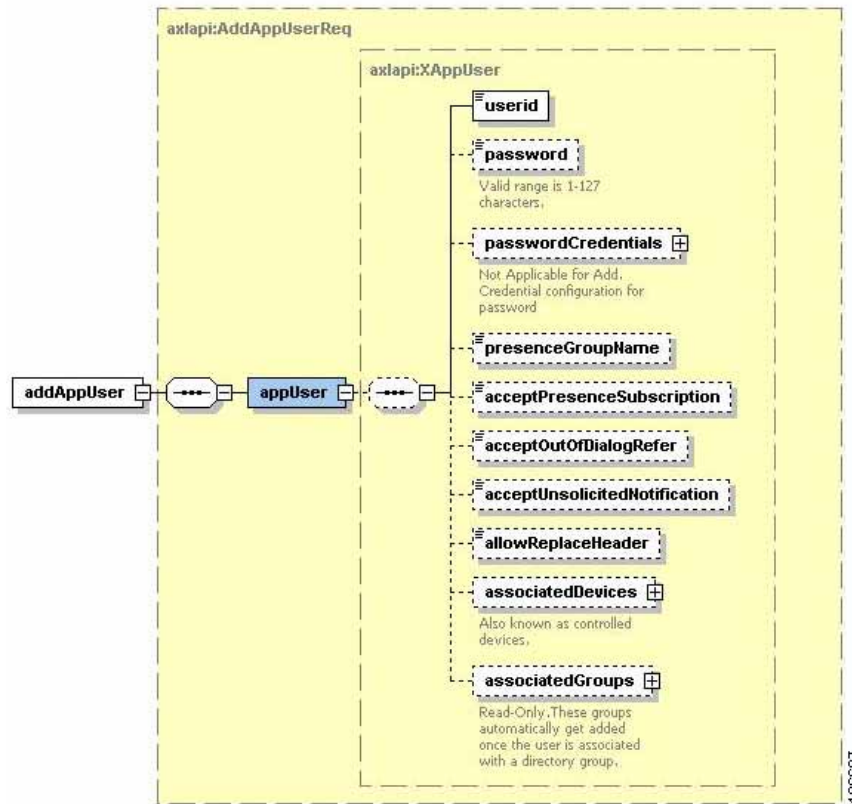 axlapi:AddAppUserReq
axlapi:XAppUser
userid
password
Valid range is 1-127
characters.
passwordCredentials
Not Applicable for Add.
Credential configuration for
password
presenceGroupName
addAppUser
appUser
acceptPresenceSubscription
acceptOutOfDialogRefer
acceptUnsolicitedNotification
allowReplaceHeader
associatedDevices
Also known as controlled
devices.
associatedGroups
Read-Only.These groups
automatically get added
once the user is associated
with a directory group.